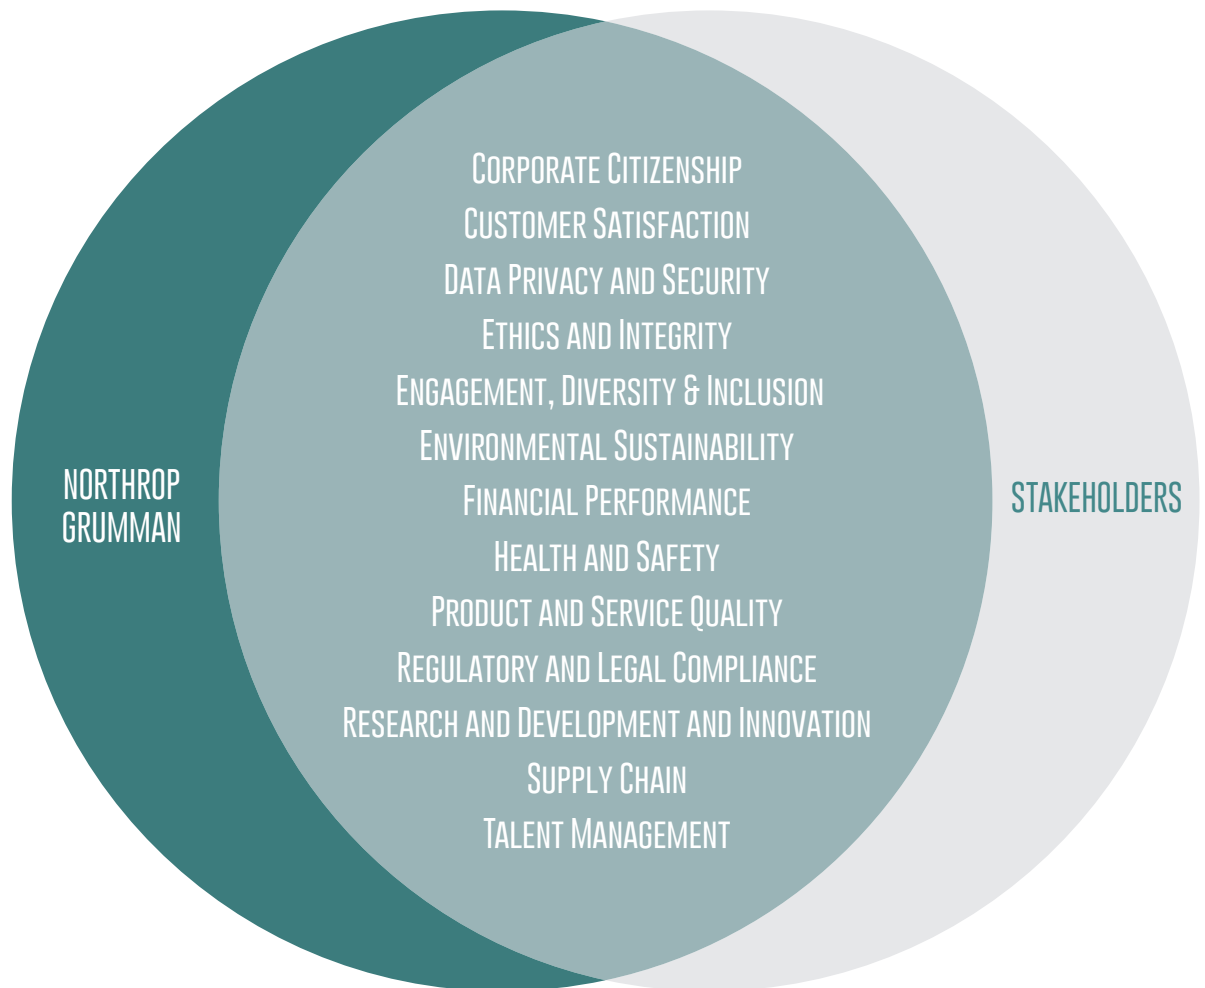 CORPORATE CITIZENSHIP
CUSTOMER SATISFACTION
DATA PRIVACY AND SECURITY
ETHICS AND INTEGRITY
ENGAGEMENT, DIVERSITY & INCLUSION
ENVIRONMENTAL SUSTAINABILITY
NORTHROP
GRUMMAN
FINANCIAL PERFORMANCE
STAKEHOLDERS
HEALTH AND SAFETY
PRODUCT AND SERVICE QUALITY
REGULATORY AND LEGAL COMPLIANCE
RESEARCH AND DEVELOPMENT AND INNOVATION
SUPPLY CHAIN
TALENT MANAGEMENT